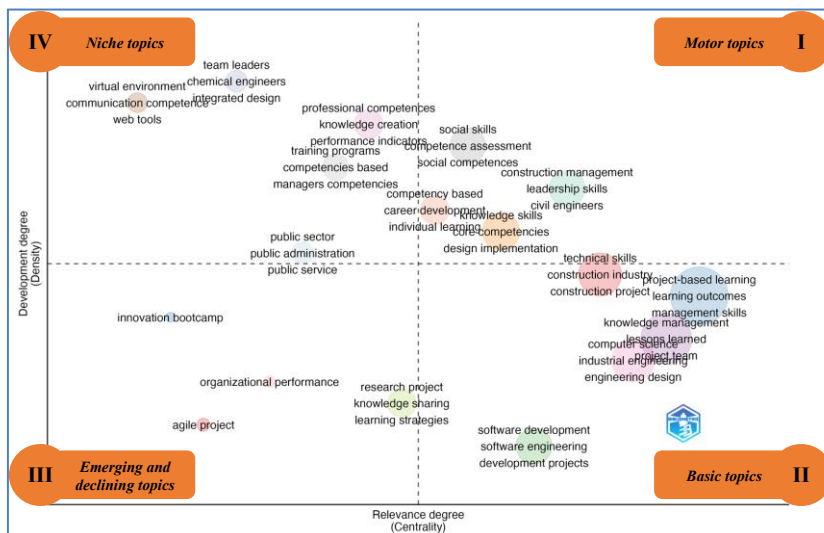 IV
Niche topics
Motor topics
I
team leaders
chemical engineers
integrated design
virtual environment
communication competence
web tools
professional competences
knowledge creation
performance indicators
social skills
competence assessment
social competences
training programs
competencies based
managers competencies
construction management
leadership skills
civil engineers
competency based
career development
individual learning
knowledge skills
core competencies
design implementation
public sector
public administration
public service
technical skills
construction industry
construction project
project-based learning
learning outcomes
management skills
innovation bootcamp
knowledge management
lessons learned
project team
computer science
industrial engineering
engineering design
organizational performance
research project
knowledge sharing
learning strategies
agile project
software development
software engineering
development projects
III
Emerging and
declining topics
Basic topics
II
Development degree
(Density)
Relevance degree
(Centrality)